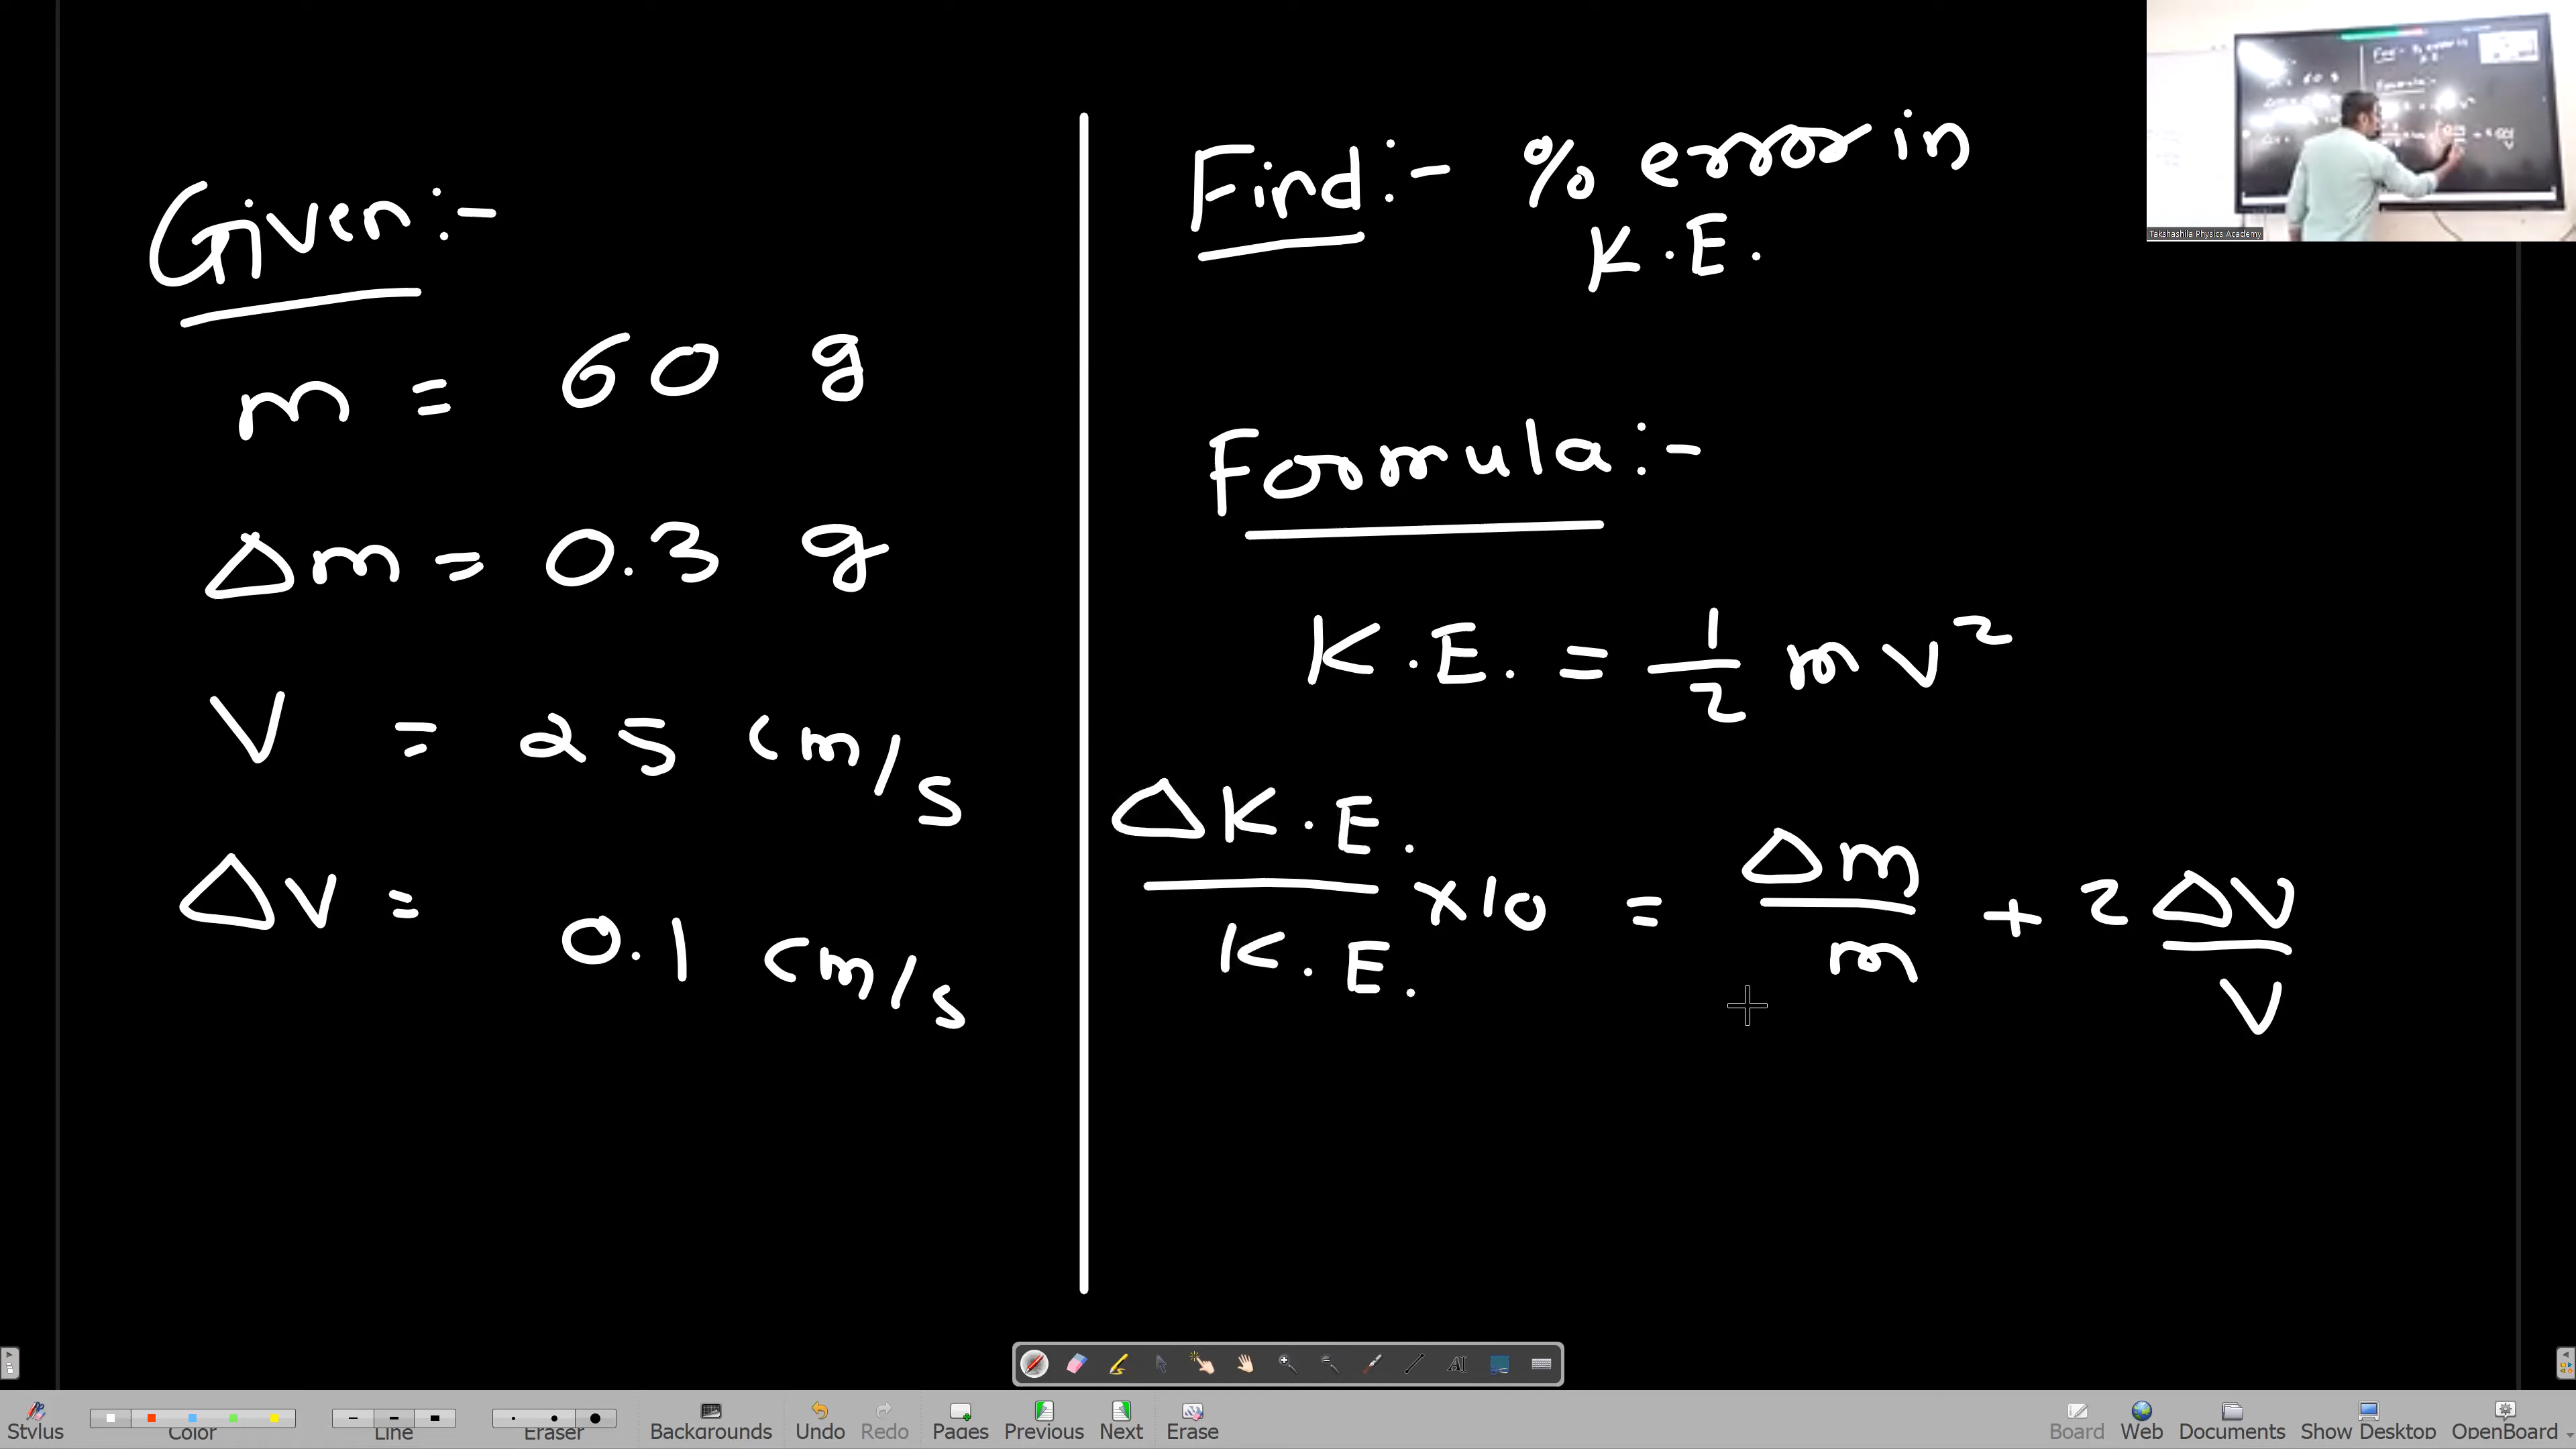 Given:-
m = 60 g
Δm = 0.3 g
V = 25 cm/s
Δv = 0.1 cm/s
Find:- % error in
K.E.
Formula:-
K.E. = 1/2 mv²
ΔK.E./K.E. ×10 = Δm/m + 2 ΔV/V
Takshashila Physics Academy
Stylus
Color
Line
Eraser
Backgrounds
Undo
Redo
Pages
Previous
Next
Erase
Board
Web
Documents
Show Desktop
OpenBoard